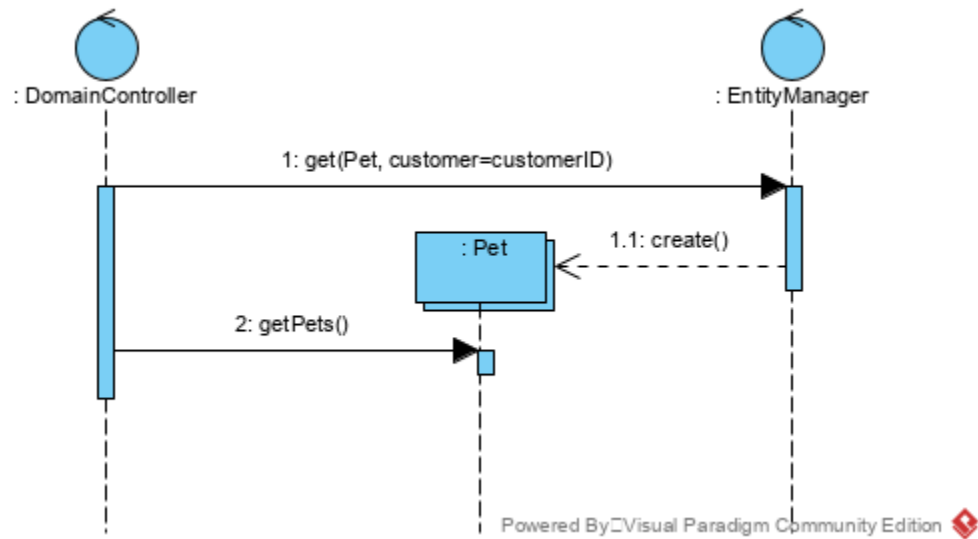 : DomainController
: EntityManager
1: get(Pet, customer=customerID)
: Pet
1.1: create()
2: getPets()
Powered By□Visual Paradigm Community Edition